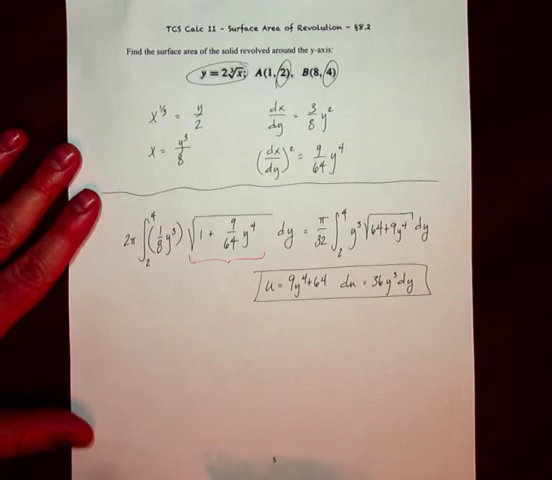 TCS Calc II - Surface Area of Revolution - §8.2
Find the surface area of the solid revolved around the y-axis:
y = 2∛x; A(1, 2), B(8, 4)
x^{1/3} = y/2 dx/dy = 3/8 y²
x = y³/8 (dx/dy)² = 9/64 y⁴
2π ∫₂⁴ (1/8 y³) √(1 + 9/64 y⁴) dy = π/32 ∫₂⁴ y³ √(64+9y⁴) dy
u = 9y⁴+64 du = 36y³dy
5